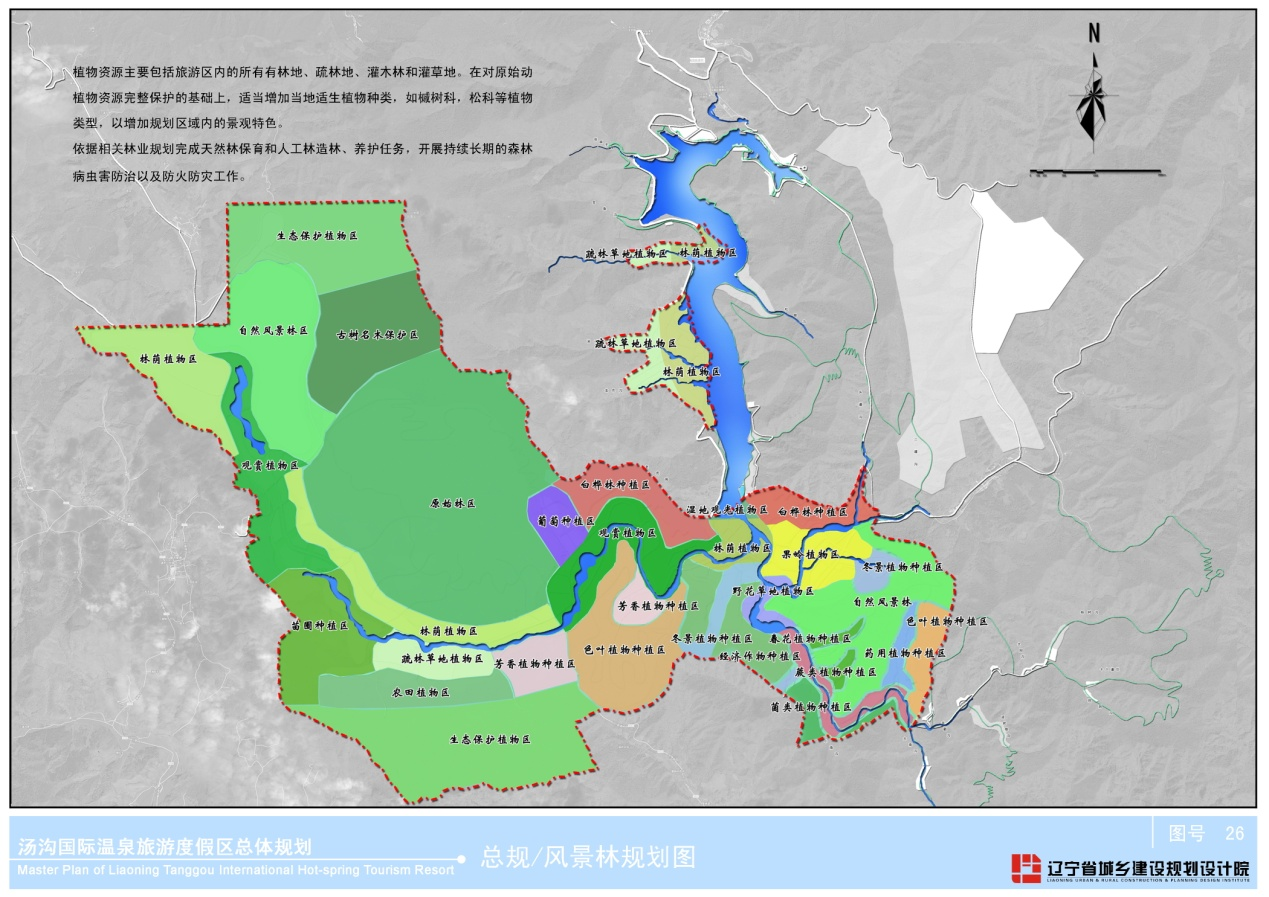 N
植物资源主要包括旅游区内的所有有林地、疏林地、灌木林和灌草地。在对原始动
植物资源完整保护的基础上，适当增加当地适生植物种类，如槭树科，松科等植物
类型，以增加规划区域内的景观特色。
依据相关林业规划完成天然林保育和人工林造林、养护任务，开展持续长期的森林
病虫害防治以及防火防灾工作。
生态保护植物区
疏林草地植物区
林荫植物区
自然风景林区
古树名木保护区
林荫植物区
疏林草地植物区
林荫植物区
观赏植物区
原始林区
白桦林种植区
葡萄种植区
观赏植物区
湿地观光植物区
白桦林种植区
林荫植物区
果岭植物区
冬景植物种植区
野花草地植物区
自然风景林
芳香植物种植区
色叶植物种植区
苗圃种植区
林荫植物区
冬景植物种植区
春花植物种植区
色叶植物种植区
疏林草地植物区
芳香植物种植区
经济作物种植区
药用植物种植区
蕨类植物种植区
农田植物区
菌类植物种植区
生态保护植物区
汤沟国际温泉旅游度假区总体规划
Master Plan of Liaoning Tanggou International Hot-spring Tourism Resort
总规/风景林规划图
图号 26
辽宁省城乡建设规划设计院
LIAONING URBAN & RURAL CONSTRUCTION & PLANNING DESIGN INSTITUTE